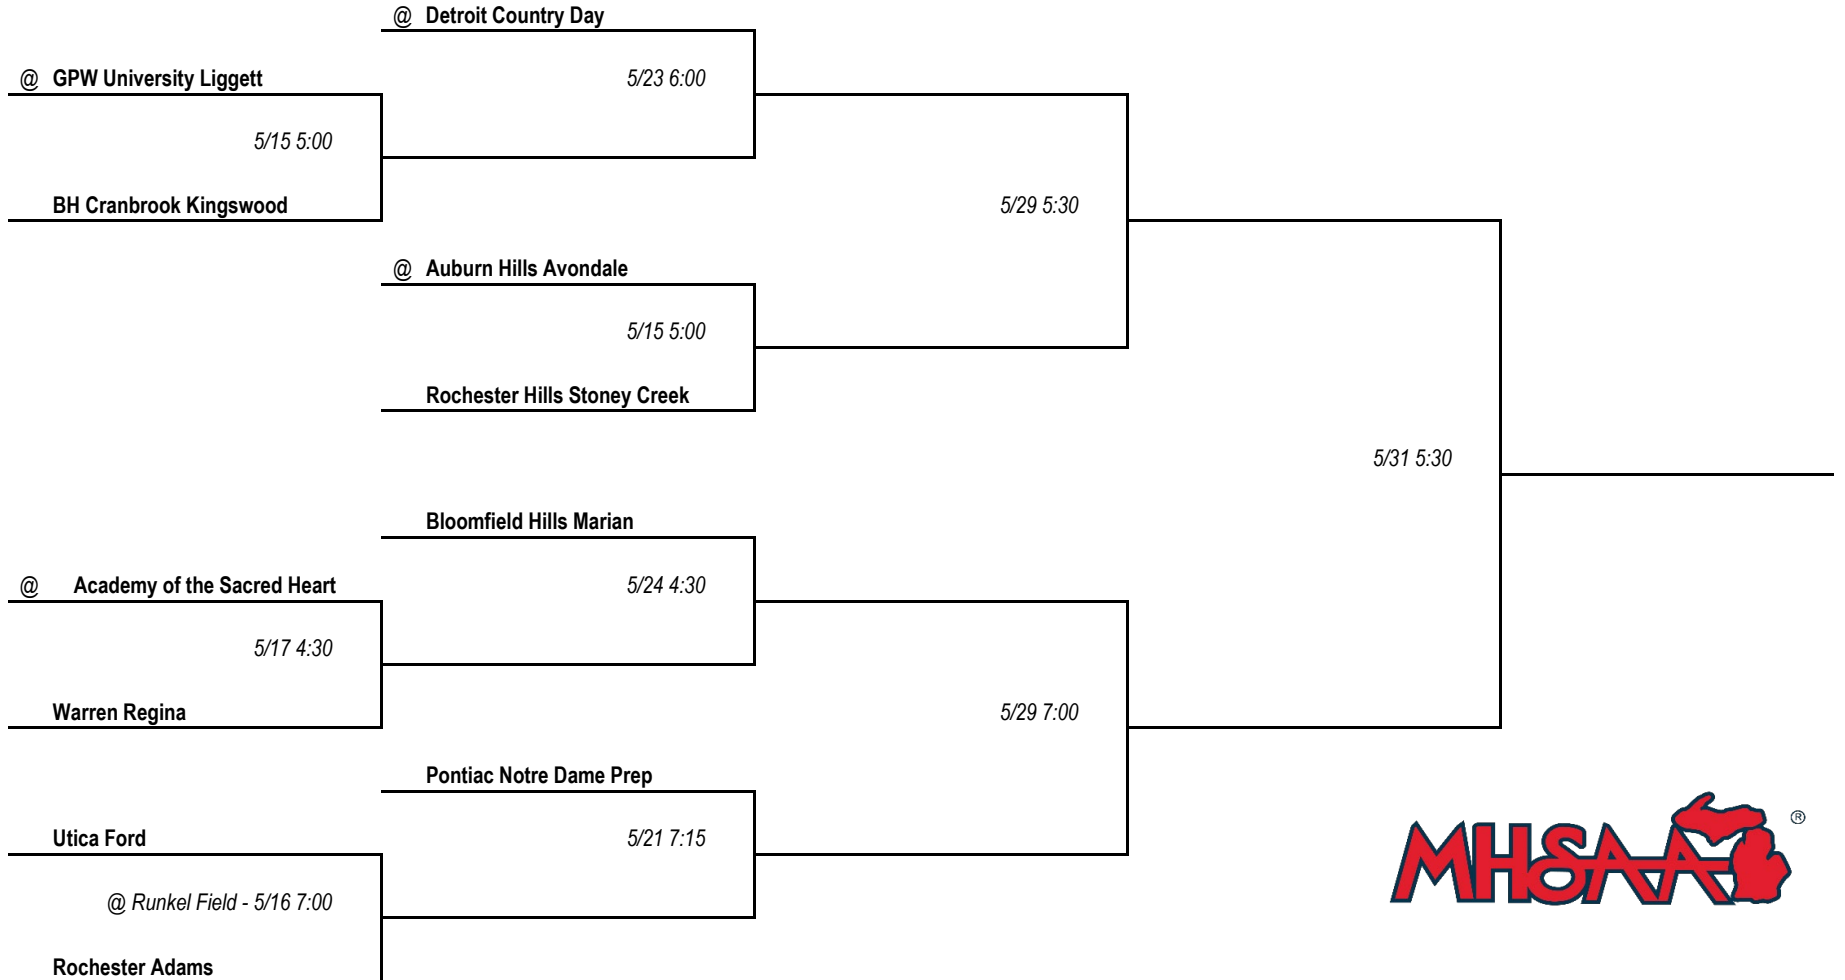 @ Detroit Country Day
@ GPW University Liggett
5/23 6:00
5/15 5:00
BH Cranbrook Kingswood
5/29 5:30
@ Auburn Hills Avondale
5/15 5:00
Rochester Hills Stoney Creek
5/31 5:30
Bloomfield Hills Marian
@ Academy of the Sacred Heart
5/24 4:30
5/17 4:30
Warren Regina
5/29 7:00
Pontiac Notre Dame Prep
Utica Ford
5/21 7:15
@ Runkel Field - 5/16 7:00
Rochester Adams
MHSAA ®